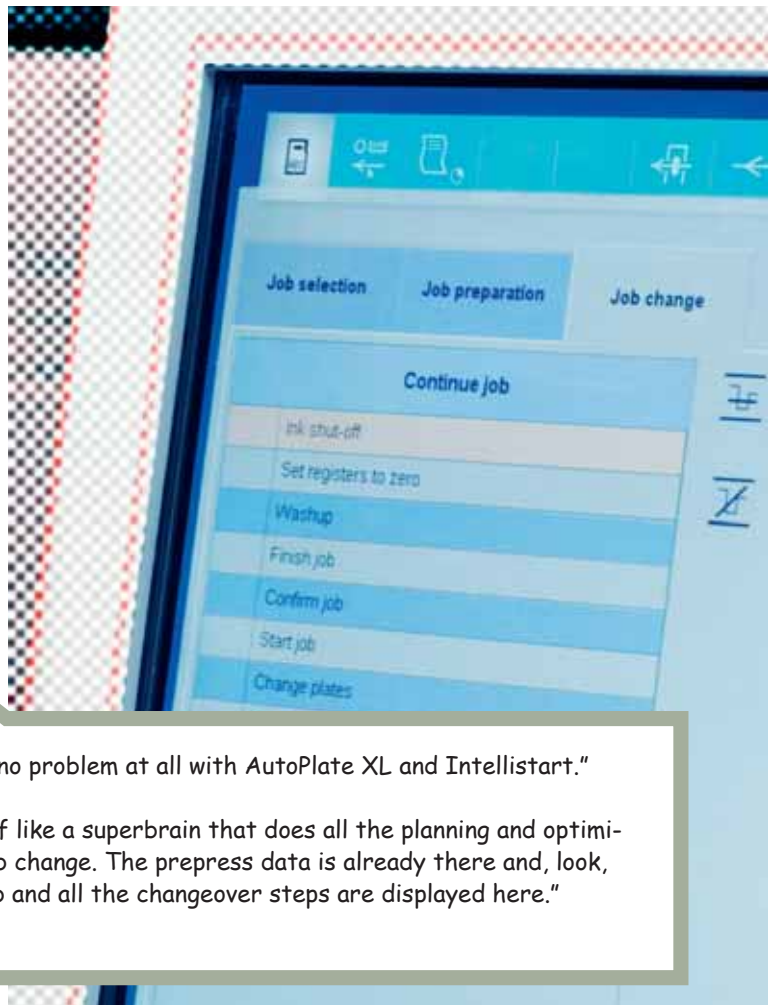 Job selection Job preparation Job change
Continue job
Ink shut-off
Set registers to zero
Washup
Finish job
Confirm job
Start job
Change plates
no problem at all with AutoPlate XL and Intellistart.”
f like a superbrain that does all the planning and optimi-
o change. The prepress data is already there and, look,
o and all the changeover steps are displayed here.”